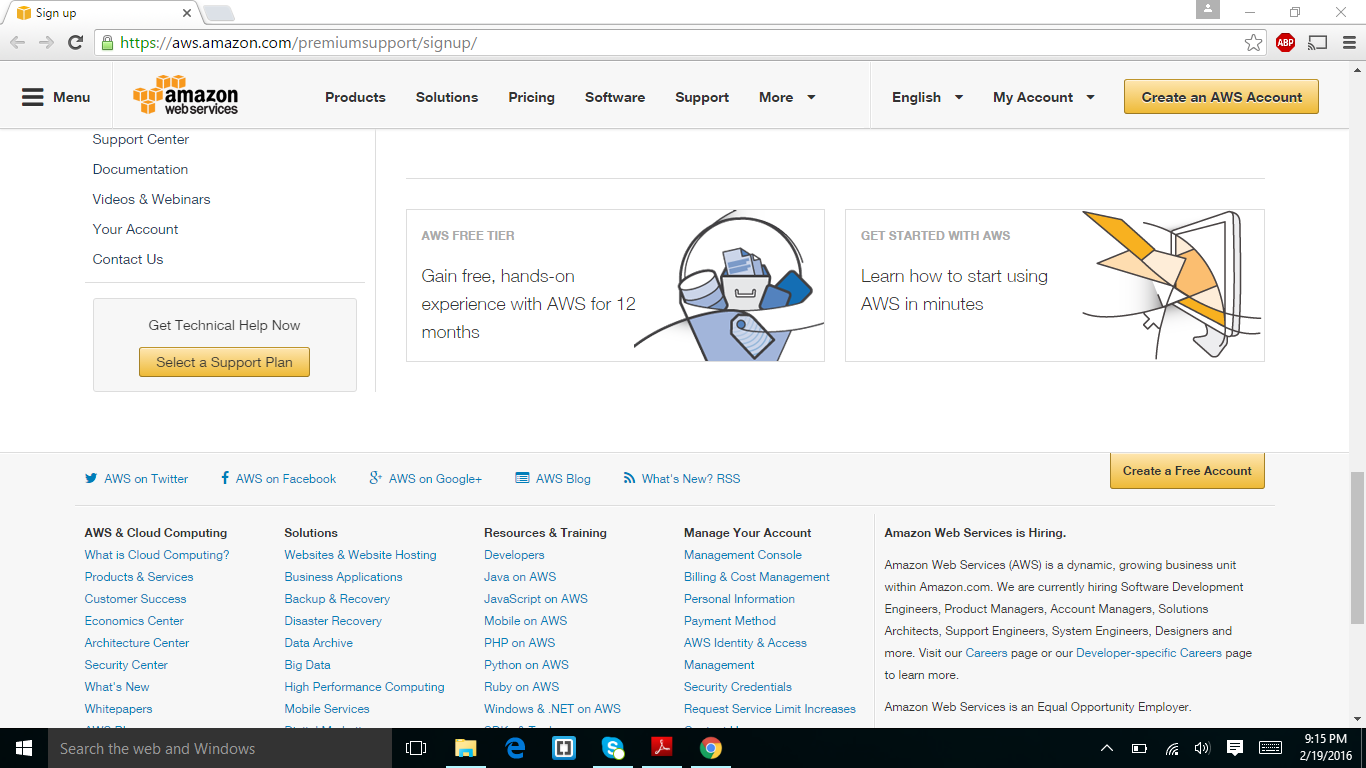 Sign up
https://aws.amazon.com/premiumsupport/signup/
ABP
Menu
amazon
web services
Products
Solutions
Pricing
Software
Support
More
English
My Account
Create an AWS Account
Support Center
Documentation
Videos & Webinars
Your Account
Contact Us
Get Technical Help Now
Select a Support Plan
AWS FREE TIER
Gain free, hands-on
experience with AWS for 12
months
GET STARTED WITH AWS
Learn how to start using
AWS in minutes
AWS on Twitter
AWS on Facebook
AWS on Google+
AWS Blog
What's New? RSS
Create a Free Account
AWS & Cloud Computing
What is Cloud Computing?
Products & Services
Customer Success
Economics Center
Architecture Center
Security Center
What's New
Whitepapers
Solutions
Websites & Website Hosting
Business Applications
Backup & Recovery
Disaster Recovery
Data Archive
Big Data
High Performance Computing
Mobile Services
Resources & Training
Developers
Java on AWS
JavaScript on AWS
Mobile on AWS
PHP on AWS
Python on AWS
Ruby on AWS
Windows & .NET on AWS
Manage Your Account
Management Console
Billing & Cost Management
Personal Information
Payment Method
AWS Identity & Access
Management
Security Credentials
Request Service Limit Increases
Amazon Web Services is Hiring.
Amazon Web Services (AWS) is a dynamic, growing business unit
within Amazon.com. We are currently hiring Software Development
Engineers, Product Managers, Account Managers, Solutions
Architects, Support Engineers, System Engineers, Designers and
more. Visit our Careers page or our Developer-specific Careers page
to learn more.
Amazon Web Services is an Equal Opportunity Employer.
Search the web and Windows
9:15 PM
2/19/2016